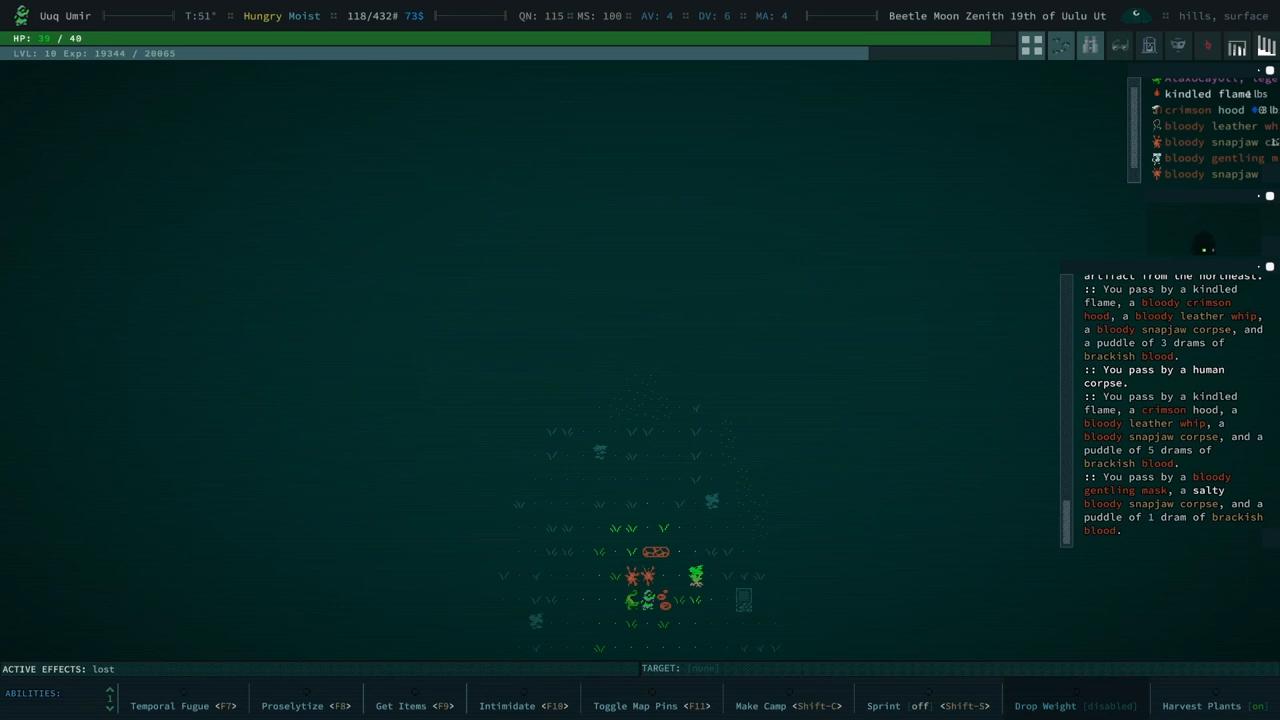 Uuq Umir T:51° :: Hungry Moist :: 118/432# 73$ QN: 115 :: MS: 100 :: AV: 4 :: DV: 6 :: MA: 4 Beetle Moon Zenith 19th of Uulu Ut hills, surface
HP: 39 / 40
LVL: 10 Exp: 19344 / 20065
kindled flame lbs
crimson hood lb
bloody leather wh
bloody snapjaw
bloody gentling m
bloody snapjaw
artifact from the northeast.
:: You pass by a kindled
flame, a bloody crimson
hood, a bloody leather whip,
a bloody snapjaw corpse, and
a puddle of 3 drams of
brackish blood.
:: You pass by a human
corpse.
:: You pass by a kindled
flame, a crimson hood, a
bloody leather whip, a
bloody snapjaw corpse, and a
puddle of 5 drams of
brackish blood.
:: You pass by a bloody
gentling mask, a salty
bloody snapjaw corpse, and a
puddle of 1 dram of brackish
blood.
ACTIVE EFFECTS: lost
TARGET: [none]
ABILITIES: 1 Temporal Fugue <F7> Proselytize <F8> Get Items <F9> Intimidate <F10> Toggle Map Pins <F11> Make Camp <Shift-C> Sprint [off] <Shift-S> Drop Weight [disabled] Harvest Plants [on]